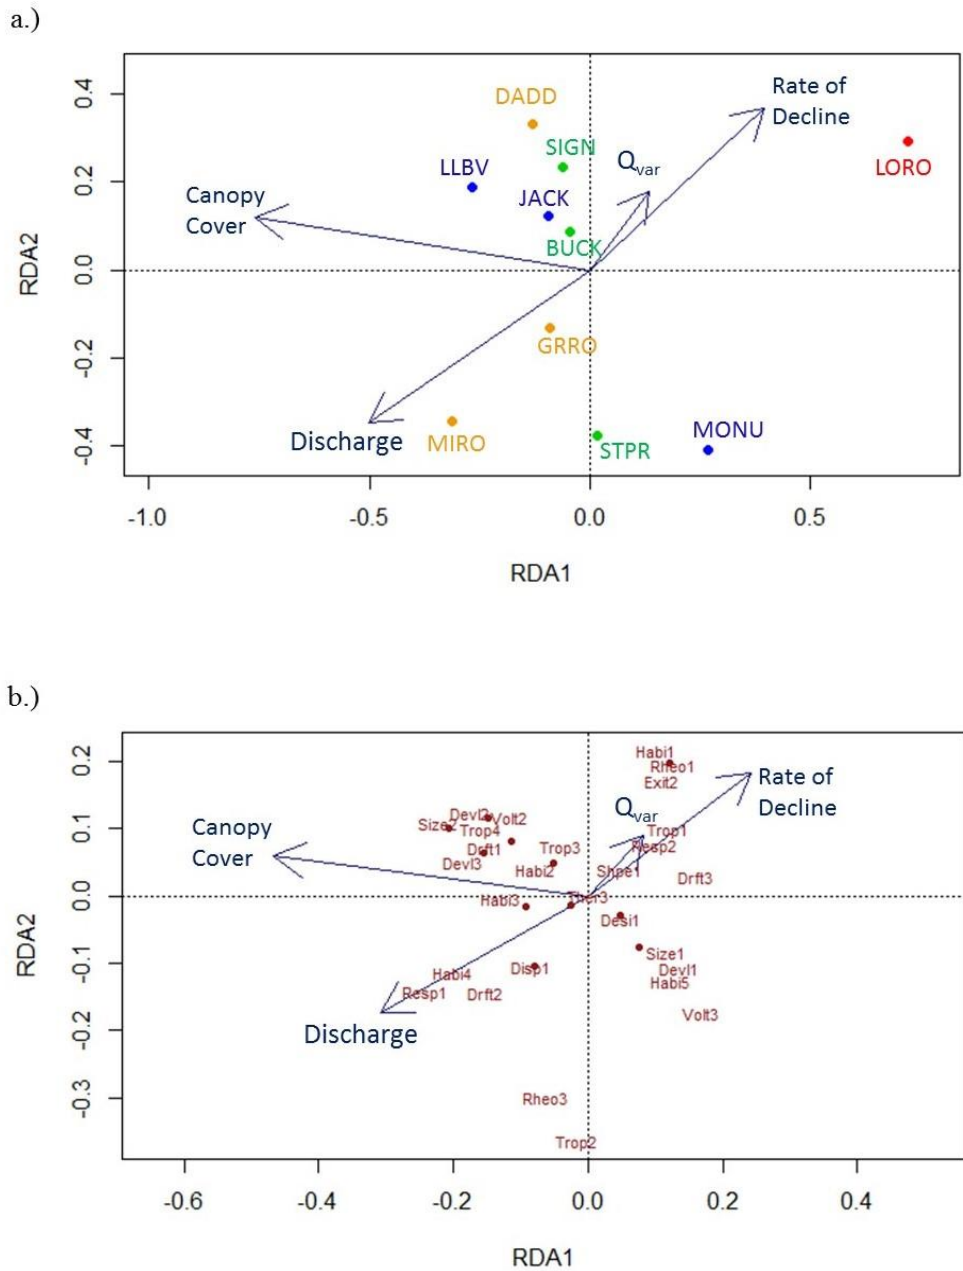 a.)
0.4
0.2
0.0
-0.2
-0.4
RDA2
DADD
Rate of
Decline
SIGN
Q var
LLBV
LORO
Canopy
Cover
JACK
BUCK
GRRO
Discharge
MIRO
STPR
MONU
-1.0 -0.5 0.0 0.5
RDA1
b.)
0.2
0.1
0.0
-0.1
-0.2
-0.3
RDA2
Habi1
Rheo1
Exit2
Rate of
Decline
Q var
Devl2 Volt2
Size2 Trop4
Trop1
Canopy
Cover
Drft1 Trop3
Resp2
Devl3
Habi2
Shpe1
Drft3
Habi3
Desi1
Size1
Disp1
Devl1
Habi4
Habi5
Resp1 Drft2
Volt3
Discharge
Rheo3
Trop2
-0.6 -0.4 -0.2 0.0 0.2 0.4
RDA1